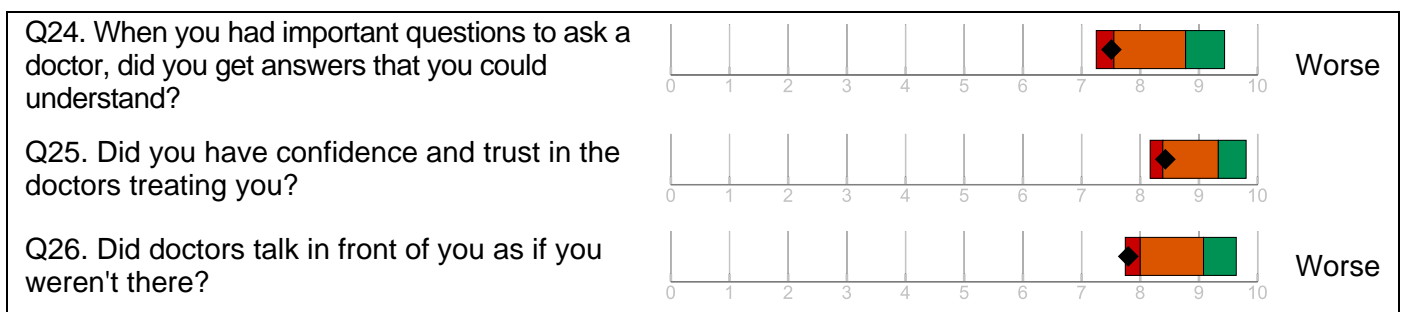 Q24. When you had important questions to ask a
doctor, did you get answers that you could
understand?
Worse
0 1 2 3 4 5 6 7 8 9 10
Q25. Did you have confidence and trust in the
doctors treating you?
0 1 2 3 4 5 6 7 8 9 10
Q26. Did doctors talk in front of you as if you
weren't there?
Worse
0 1 2 3 4 5 6 7 8 9 10